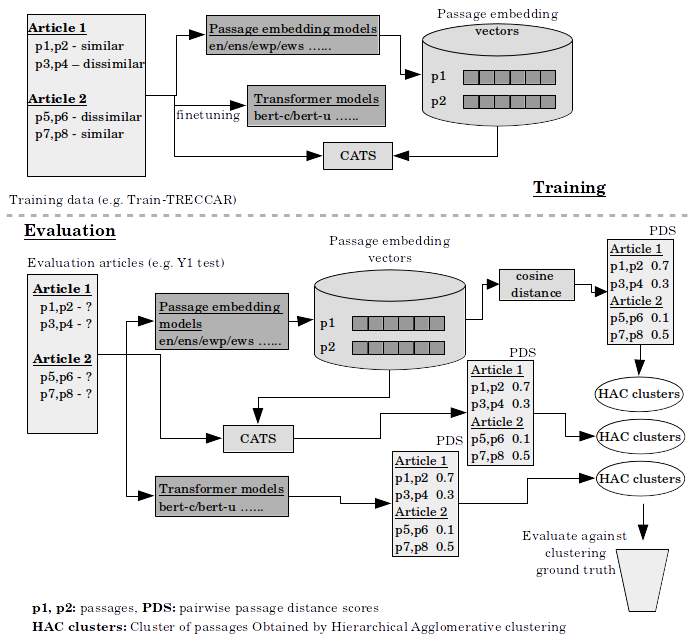 Article 1
p1,p2 - similar
p3,p4 – dissimilar
Article 2
p5,p6 - dissimilar
p7,p8 - similar
Passage embedding models
en/ens/ewp/ews ......
finetuning
Transformer models
bert-c/bert-u ......
CATS
Passage embedding
vectors
p1
p2
Training data (e.g. Train-TRECCAR)
Training
Evaluation
Evaluation articles (e.g. Y1 test)
Article 1
p1,p2 - ?
p3,p4 - ?
Article 2
p5,p6 - ?
p7,p8 - ?
Passage embedding
models
en/ens/ewp/ews ......
Passage embedding
vectors
p1
p2
cosine
distance
PDS
Article 1
p1,p2 0.7
p3,p4 0.3
Article 2
p5,p6 0.1
p7,p8 0.5
HAC clusters
CATS
PDS
Article 1
p1,p2 0.7
p3,p4 0.3
Article 2
p5,p6 0.1
p7,p8 0.5
HAC clusters
Transformer models
bert-c/bert-u ......
PDS
Article 1
p1,p2 0.7
p3,p4 0.3
Article 2
p5,p6 0.1
p7,p8 0.5
HAC clusters
Evaluate against
clustering
ground truth
p1, p2: passages, PDS: pairwise passage distance scores
HAC clusters: Cluster of passages Obtained by Hierarchical Agglomerative clustering